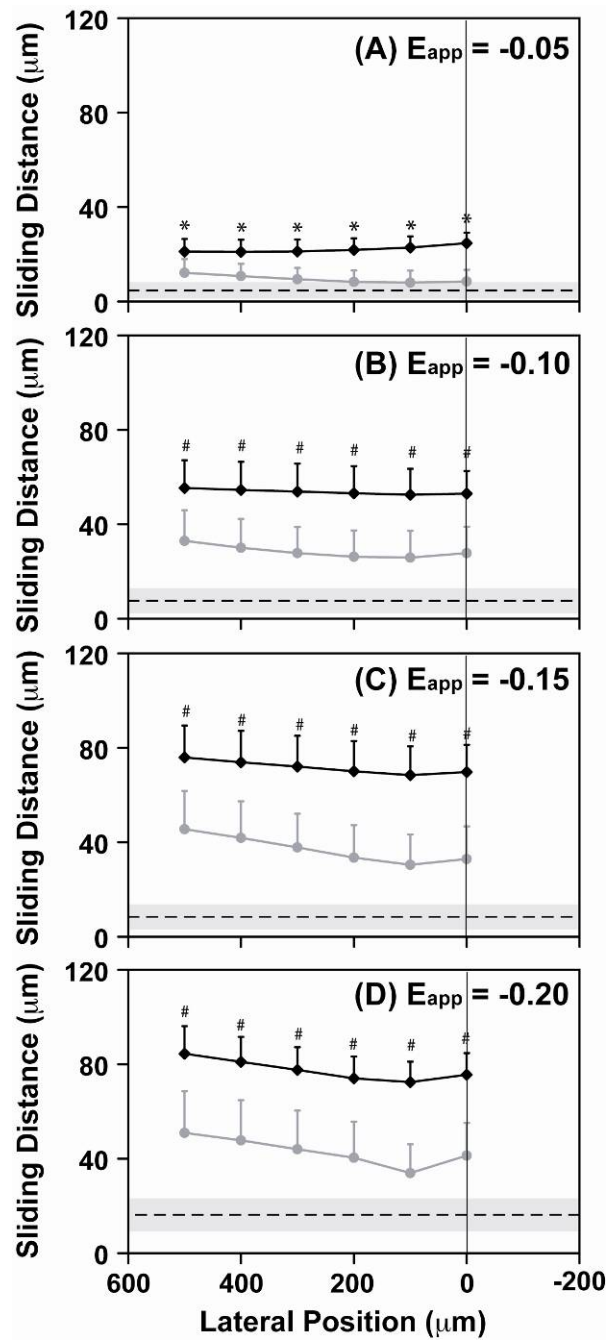 120
(A) Eapp = -0.05
80
40
0
Sliding Distance (μm)
* * * * * *
120
(B) Eapp = -0.10
80
40
0
Sliding Distance (μm)
# # # # # #
120
(C) Eapp = -0.15
80
40
0
Sliding Distance (μm)
# # # # # #
120
(D) Eapp = -0.20
80
40
0
Sliding Distance (μm)
# # # # # #
600 400 200 0 -200
Lateral Position (μm)